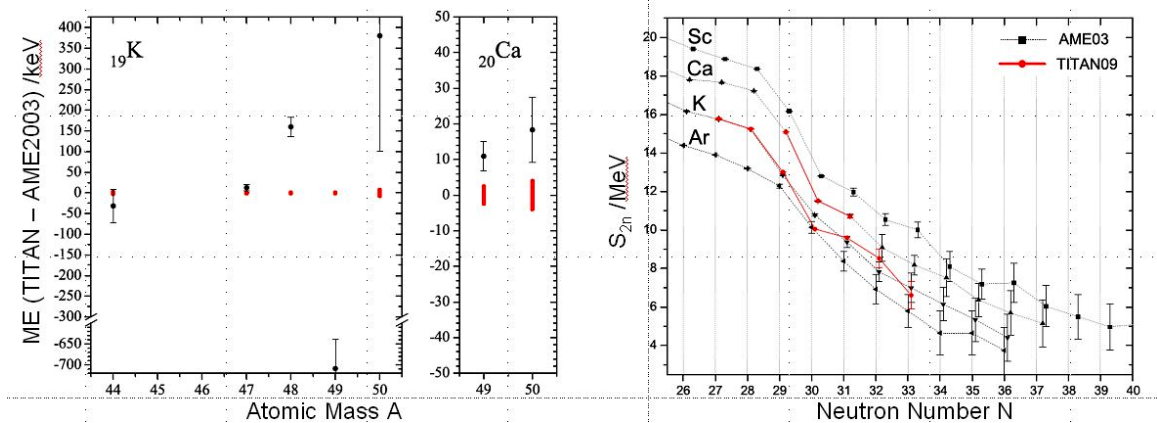 ME (TITAN – AME2003) /keV
400
350
300
250
200
150
100
50
0
-50
-100
-150
-200
-250
-300
-650
-700
19K
44 45 46 47 48 49 50
50
40
30
20
10
0
-10
-20
-30
-40
-50
20Ca
49 50
Atomic Mass A
S2n /MeV
20
18
16
14
12
10
8
6
4
Sc
Ca
K
Ar
AME03
TITAN09
26 27 28 29 30 31 32 33 34 35 36 37 38 39 40
Neutron Number N